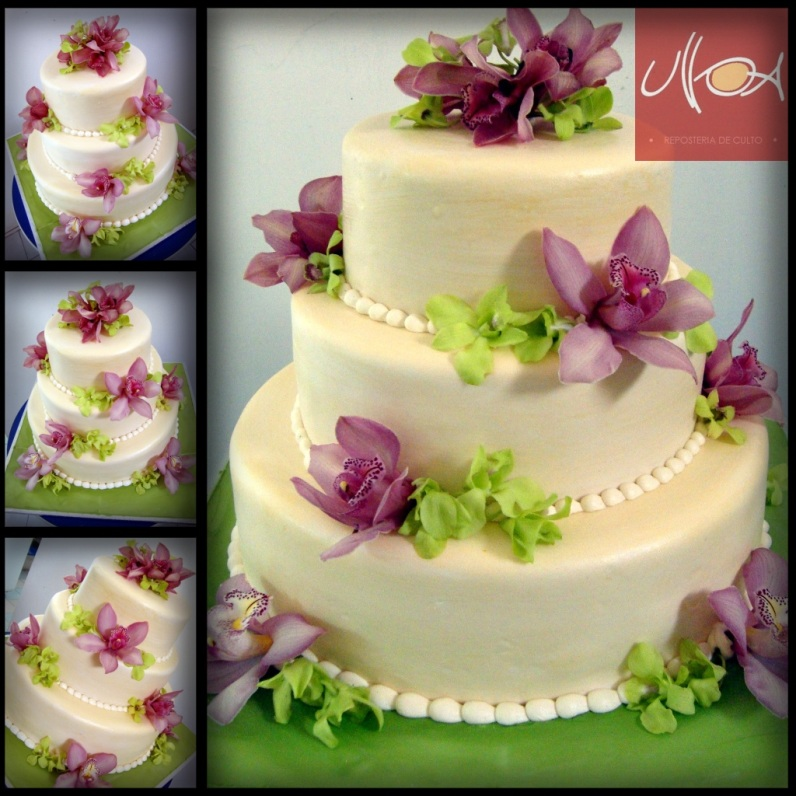 ULLOA
• REPOSTERIA DE CULTO •